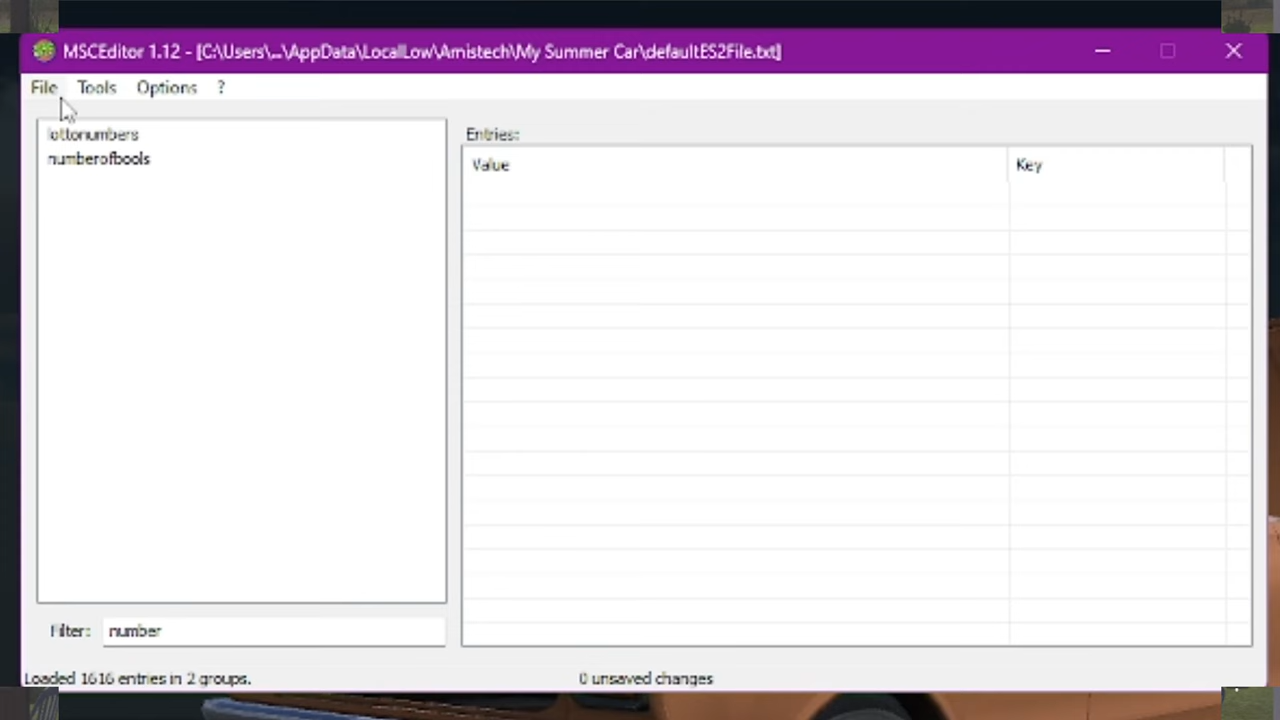 MSCEditor 1.12 - [C:\Users\...\AppData\LocalLow\Amistech\My Summer Car\defaultES2File.txt]
File Tools Options ?
lottonumbers
numberofbools
Entries:
Value Key
Filter: number
Loaded 1616 entries in 2 groups. 0 unsaved changes